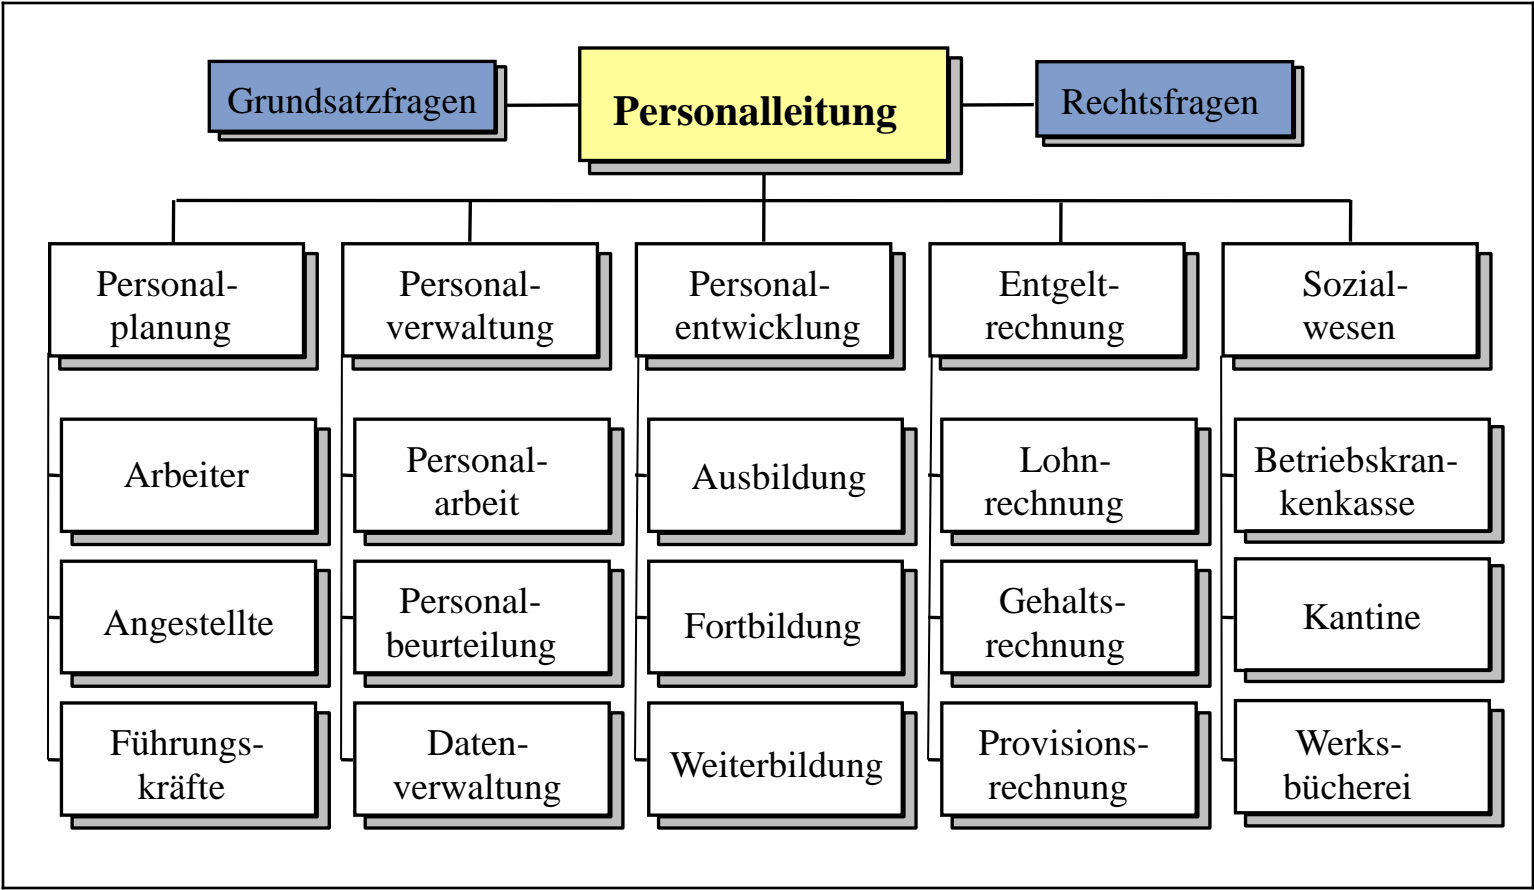 Grundsatzfragen
Personalleitung
Rechtsfragen
Personal-
planung
Personal-
verwaltung
Personal-
entwicklung
Entgelt-
rechnung
Sozial-
wesen
Arbeiter
Personal-
arbeit
Ausbildung
Lohn-
rechnung
Betriebskran-
kenkasse
Angestellte
Personal-
beurteilung
Fortbildung
Gehalts-
rechnung
Kantine
Führungs-
kräfte
Daten-
verwaltung
Weiterbildung
Provisions-
rechnung
Werks-
bücherei